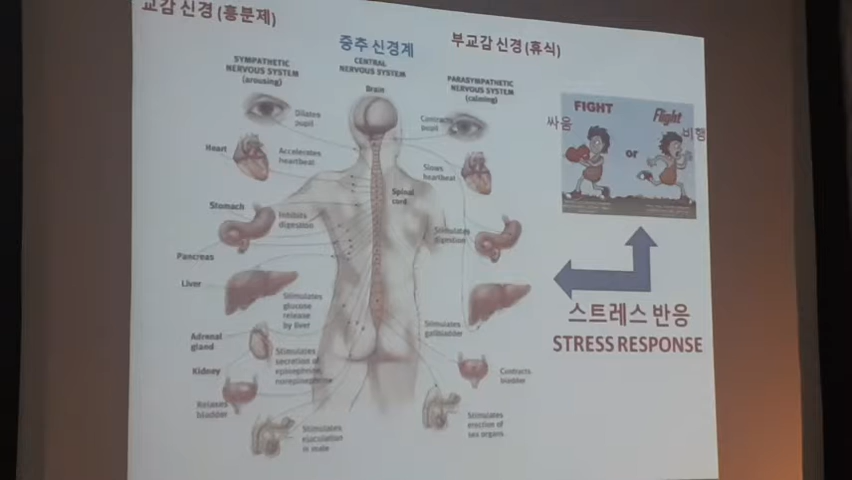 교감 신경 (흥분제)
중추 신경계
부교감 신경(휴식)
SYMPATHETIC
NERVOUS SYSTEM
(arousing)
CENTRAL
NERVOUS SYSTEM
PARASYMPATHETIC
NERVOUS SYSTEM
(calming)
Brain
Dilates
pupil
Contracts
pupil
Heart
Accelerates
heartbeat
Slows
heartbeat
Spinal
cord
Stomach
Inhibits
digestion
Stimulates
digestion
Pancreas
Liver
Stimulates
glucose
release
by liver
Stimulates
gallbladder
Adrenal
gland
Kidney
Stimulates
secretion of
epinephrine,
norepinephrine
Relaxes
bladder
Contracts
bladder
Stimulates
ejaculation
in male
Stimulates
erection of
sex organs
FIGHT
싸움
or
Flight
비행
스트레스 반응
STRESS RESPONSE